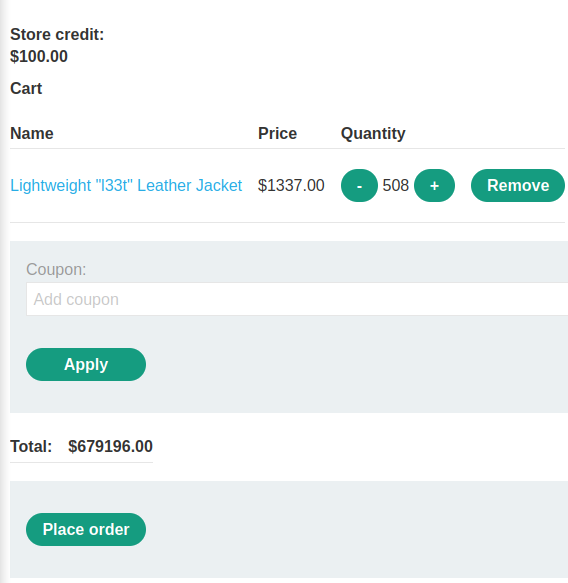 Store credit:
$100.00
Cart
Name Price Quantity
Lightweight "l33t" Leather Jacket $1337.00 - 508 + Remove
Coupon:
Add coupon
Apply
Total: $679196.00
Place order